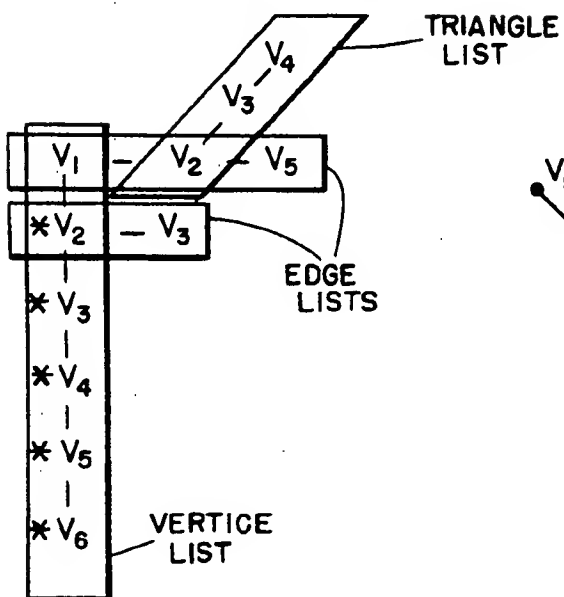 TRIANGLE
LIST
V4
V3
V1 — V2 — V5
* V2 — V3
EDGE
LISTS
* V3
* V4
* V5
* V6
VERTICE
LIST